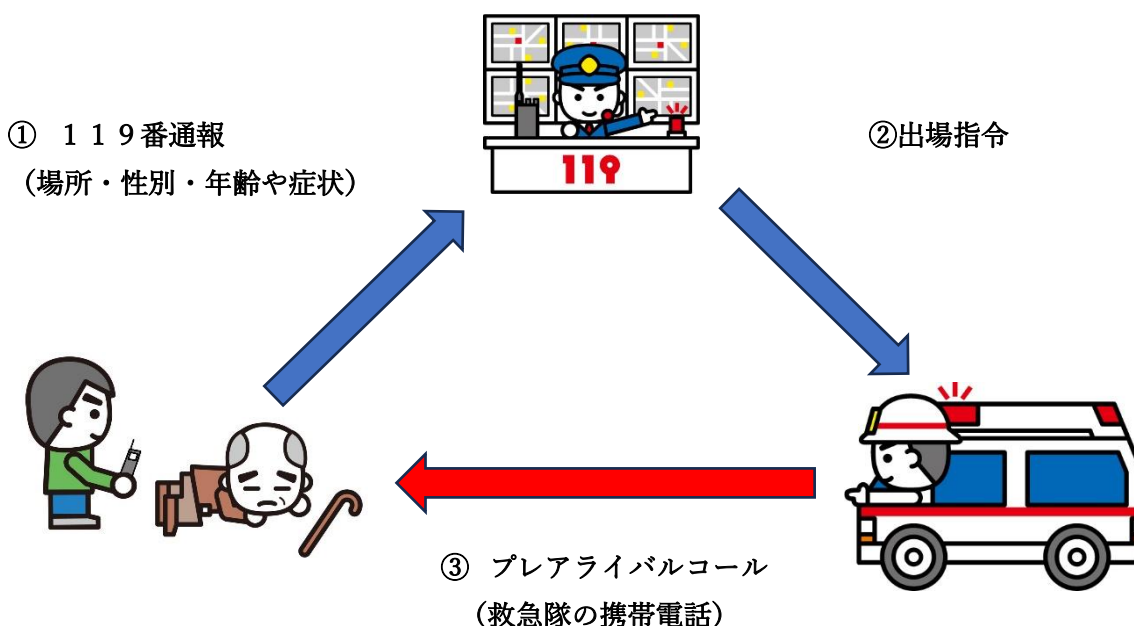 ① １１９番通報
（場所・性別・年齢や症状）
119
②出場指令
③ プレアライバルコール
（救急隊の携帯電話）